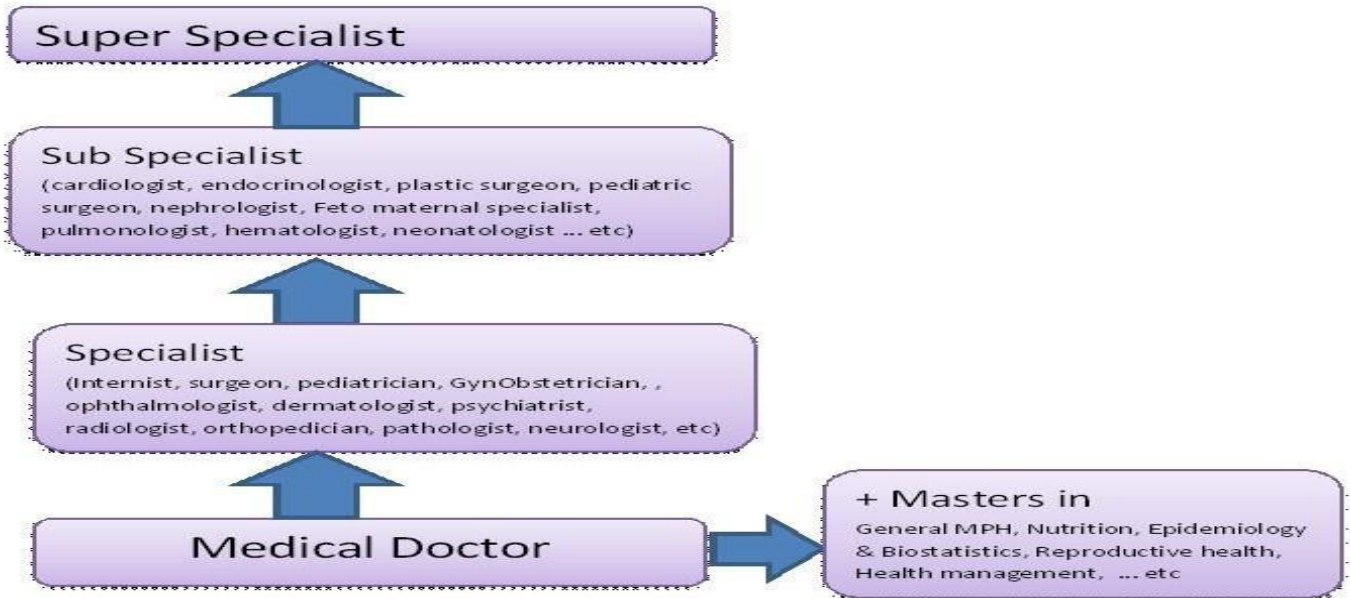 Super Specialist
Sub Specialist
(cardiologist, endocrinologist, plastic surgeon, pediatric
surgeon, nephrologist, Feto maternal specialist,
pulmonologist, hematologist, neonatologist ... etc)
Specialist
(Internist, surgeon, pediatrician, GynObstetrician, ,
ophthalmologist, dermatologist, psychiatrist,
radiologist, orthopedician, pathologist, neurologist, etc)
Medical Doctor
+ Masters in
General MPH, Nutrition, Epidemiology
& Biostatistics, Reproductive health,
Health management, ... etc